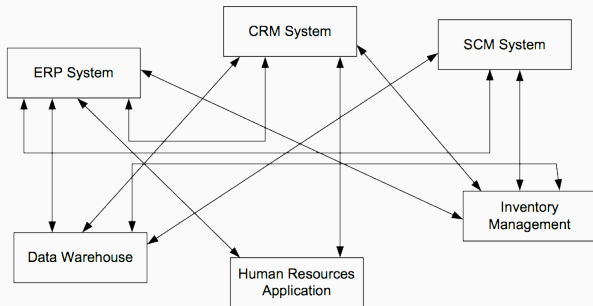 CRM System
SCM System
ERP System
Inventory
Management
Data Warehouse
Human Resources
Application